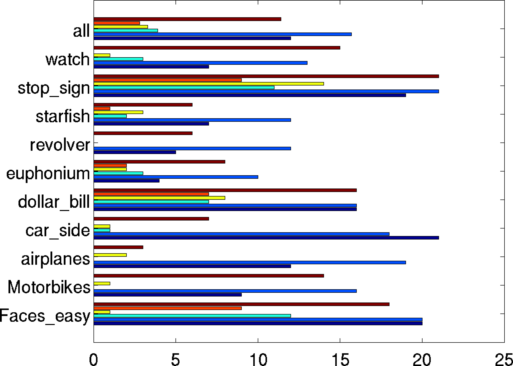 all
watch
stop_sign
starfish
revolver
euphonium
dollar_bill
car_side
airplanes
Motorbikes
Faces_easy
0 5 10 15 20 25